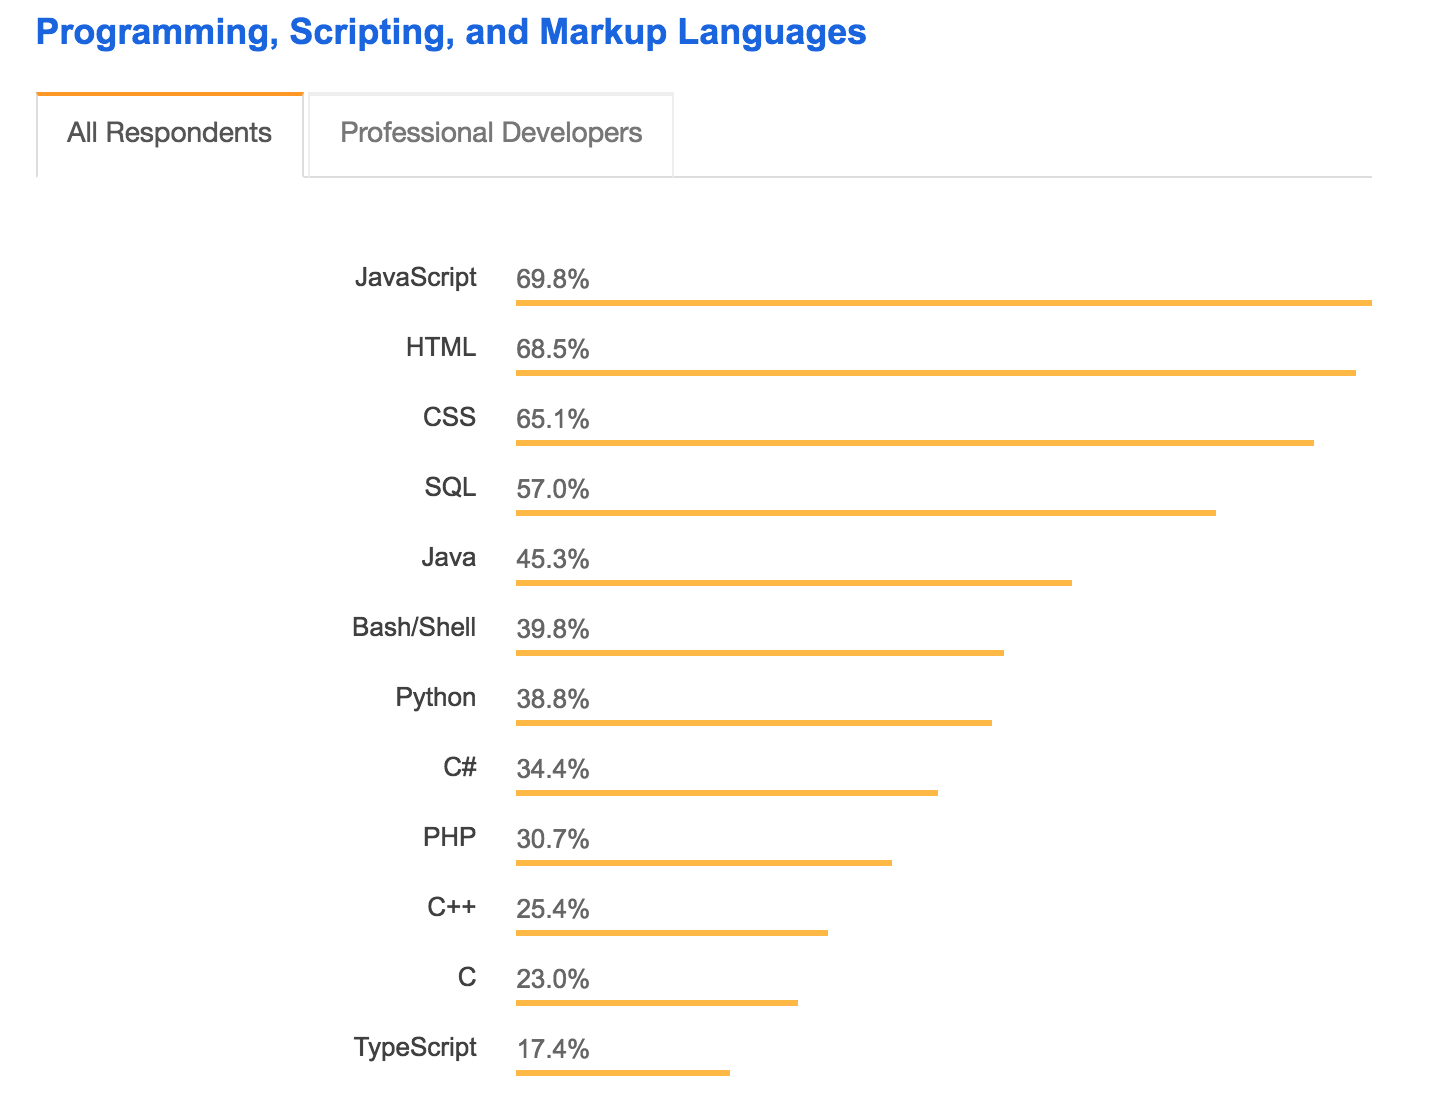 Programming, Scripting, and Markup Languages
All Respondents Professional Developers
JavaScript 69.8%
HTML 68.5%
CSS 65.1%
SQL 57.0%
Java 45.3%
Bash/Shell 39.8%
Python 38.8%
C# 34.4%
PHP 30.7%
C++ 25.4%
C 23.0%
TypeScript 17.4%